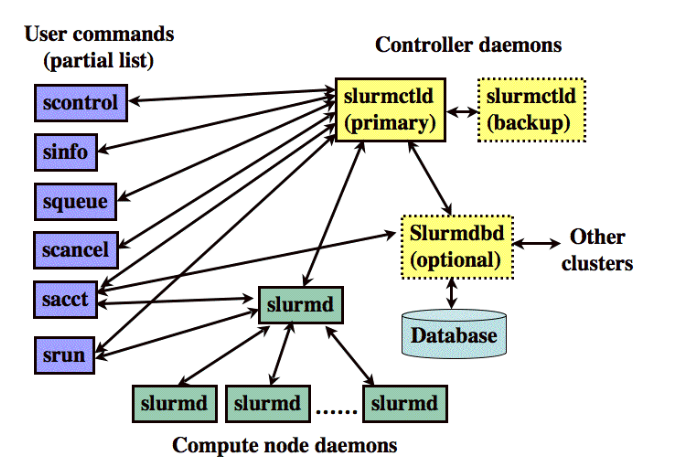 User commands
(partial list)
Controller daemons
scontrol
sinfo
squeue
scancel
sacct
srun
slurmctld
(primary)
slurmctld
(backup)
Slurmdbd
(optional)
Other
clusters
Database
slurmd
slurmd
slurmd
......
slurmd
Compute node daemons